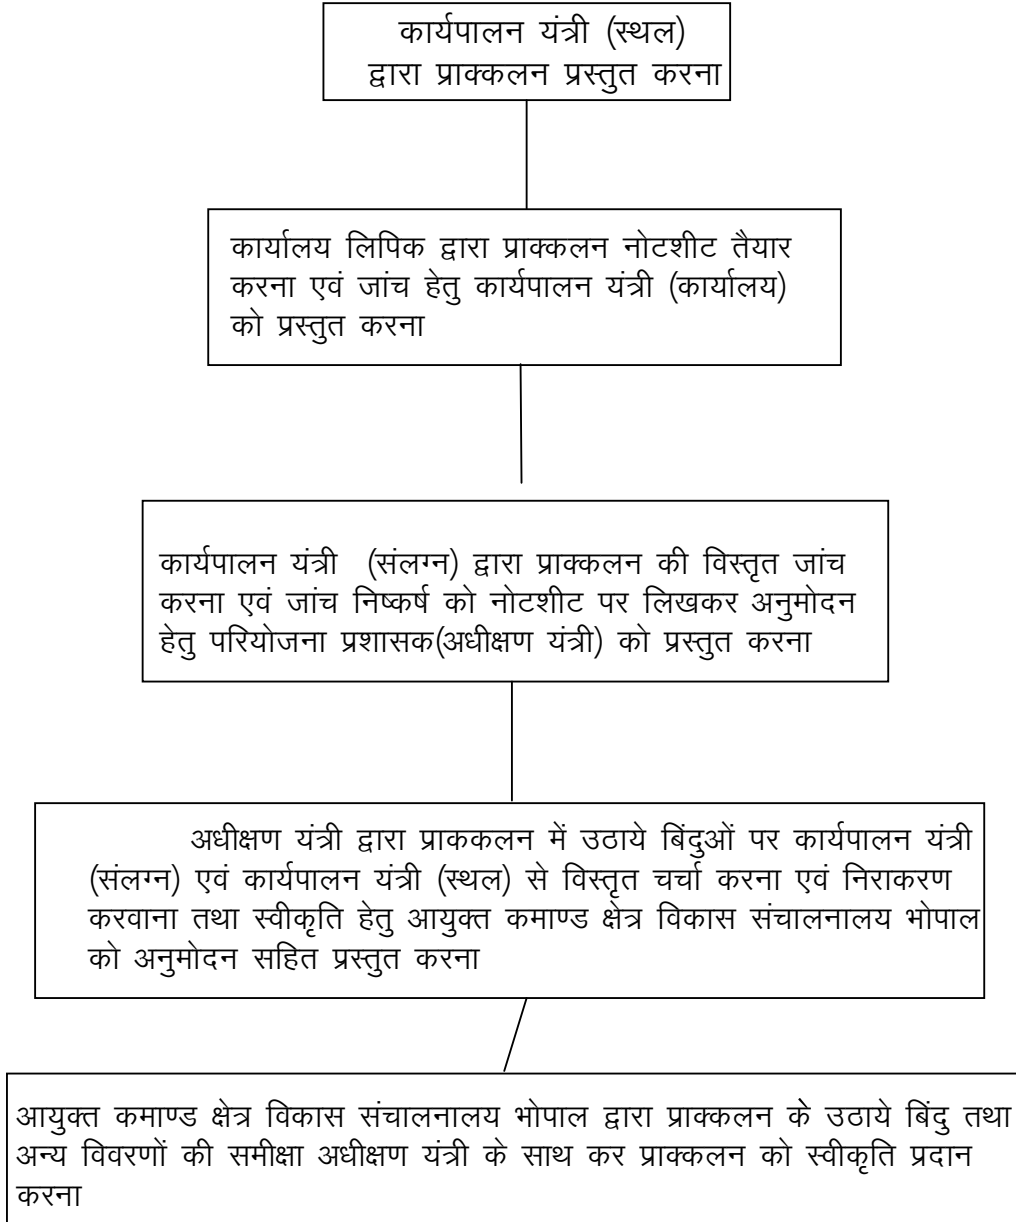 कार्यपालन यंत्री (स्थल)
द्वारा प्राक्कलन प्रस्तुत करना
कार्यालय लिपिक द्वारा प्राक्कलन नोटशीट तैयार
करना एवं जांच हेतु कार्यपालन यंत्री (कार्यालय)
को प्रस्तुत करना
कार्यपालन यंत्री (संलग्न) द्वारा प्राक्कलन की विस्तृत जांच
करना एवं जांच निष्कर्ष को नोटशीट पर लिखकर अनुमोदन
हेतु परियोजना प्रशासक(अधीक्षण यंत्री) को प्रस्तुत करना
अधीक्षण यंत्री द्वारा प्राककलन में उठाये बिंदुओं पर कार्यपालन यंत्री
(संलग्न) एवं कार्यपालन यंत्री (स्थल) से विस्तृत चर्चा करना एवं निराकरण
करवाना तथा स्वीकृति हेतु आयुक्त कमाण्ड क्षेत्र विकास संचालनालय भोपाल
को अनुमोदन सहित प्रस्तुत करना
आयुक्त कमाण्ड क्षेत्र विकास संचालनालय भोपाल द्वारा प्राक्कलन केे उठाये बिंदु तथा
अन्य विवरणों की समीक्षा अधीक्षण यंत्री के साथ कर प्राक्कलन को स्वीकृति प्रदान
करना